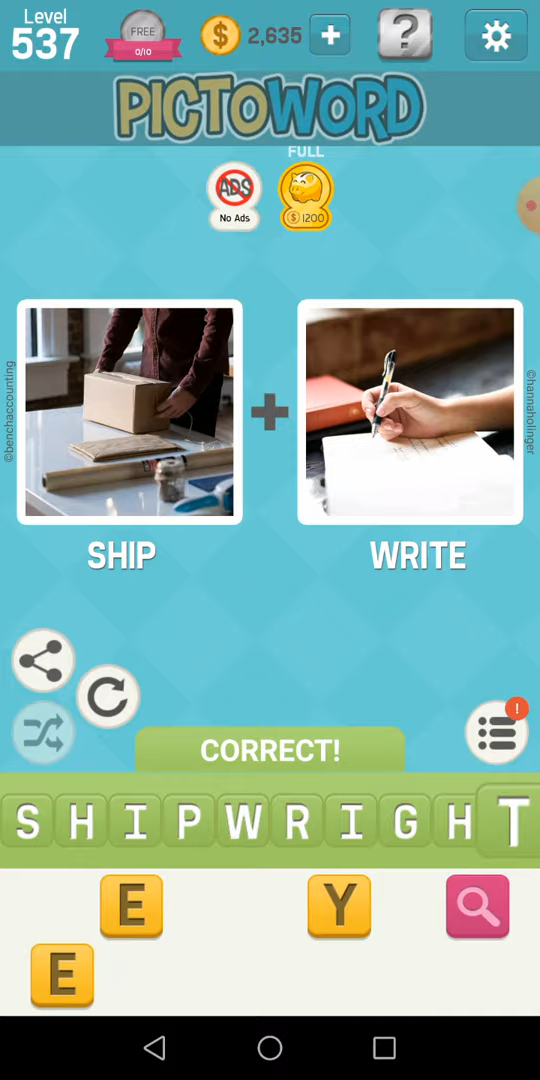 Level
537
FREE
0/10
$ 2,635 +
?
PICTOWORD
FULL
ADS
No Ads
$ 1200
©benchaccounting
+
©hannaholinger
SHIP
WRITE
!
CORRECT!
SHIPWRIGHT
E Y
E